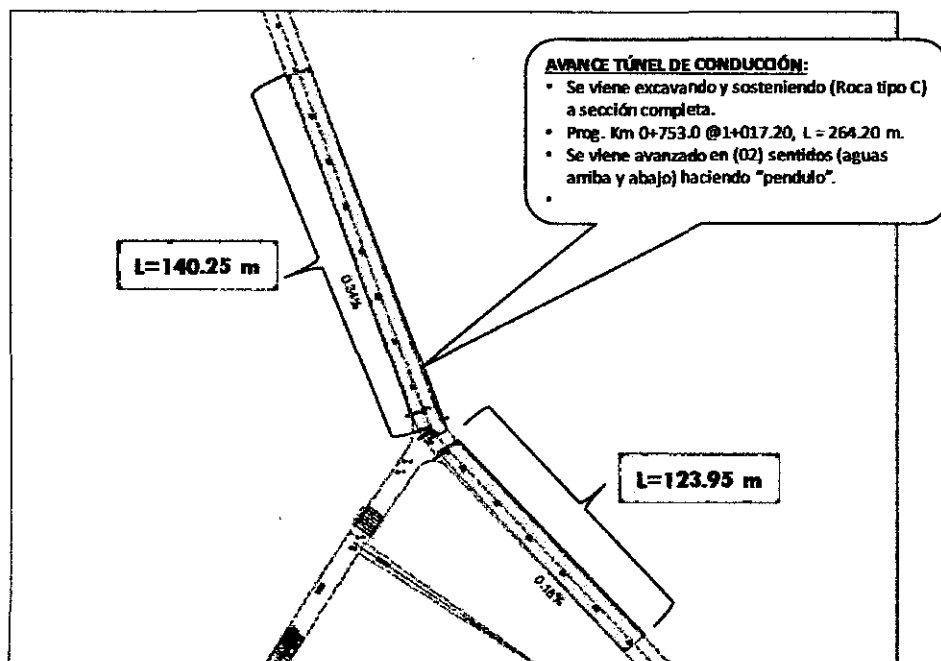 AVANCE TÚNEL DE CONDUCCIÓN:
• Se viene excavando y sosteniendo (Roca tipo C)
a sección completa.
• Prog. Km 0+753.0 @1+017.20, L = 264.20 m.
• Se viene avanzado en (02) sentidos (aguas
arriba y abajo) haciendo "pendulo".
•
L=140.25 m
0.34%
L=123.95 m
0.18%